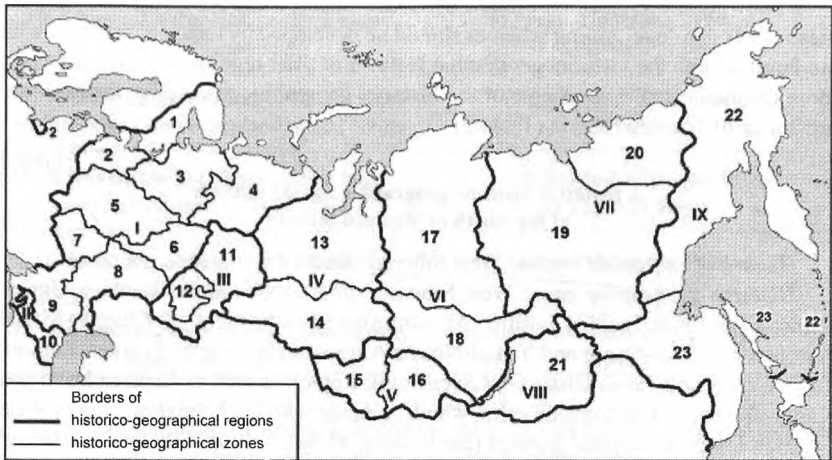 22
1
2
20
2
3
4
5
VII
IX
I
13
17
19
7
6
11
8
III
IV
12
VI
9
II
14
23
22
10
18
23
21
15
16
V
VIII
Borders of
historico-geographical regions
historico-geographical zones